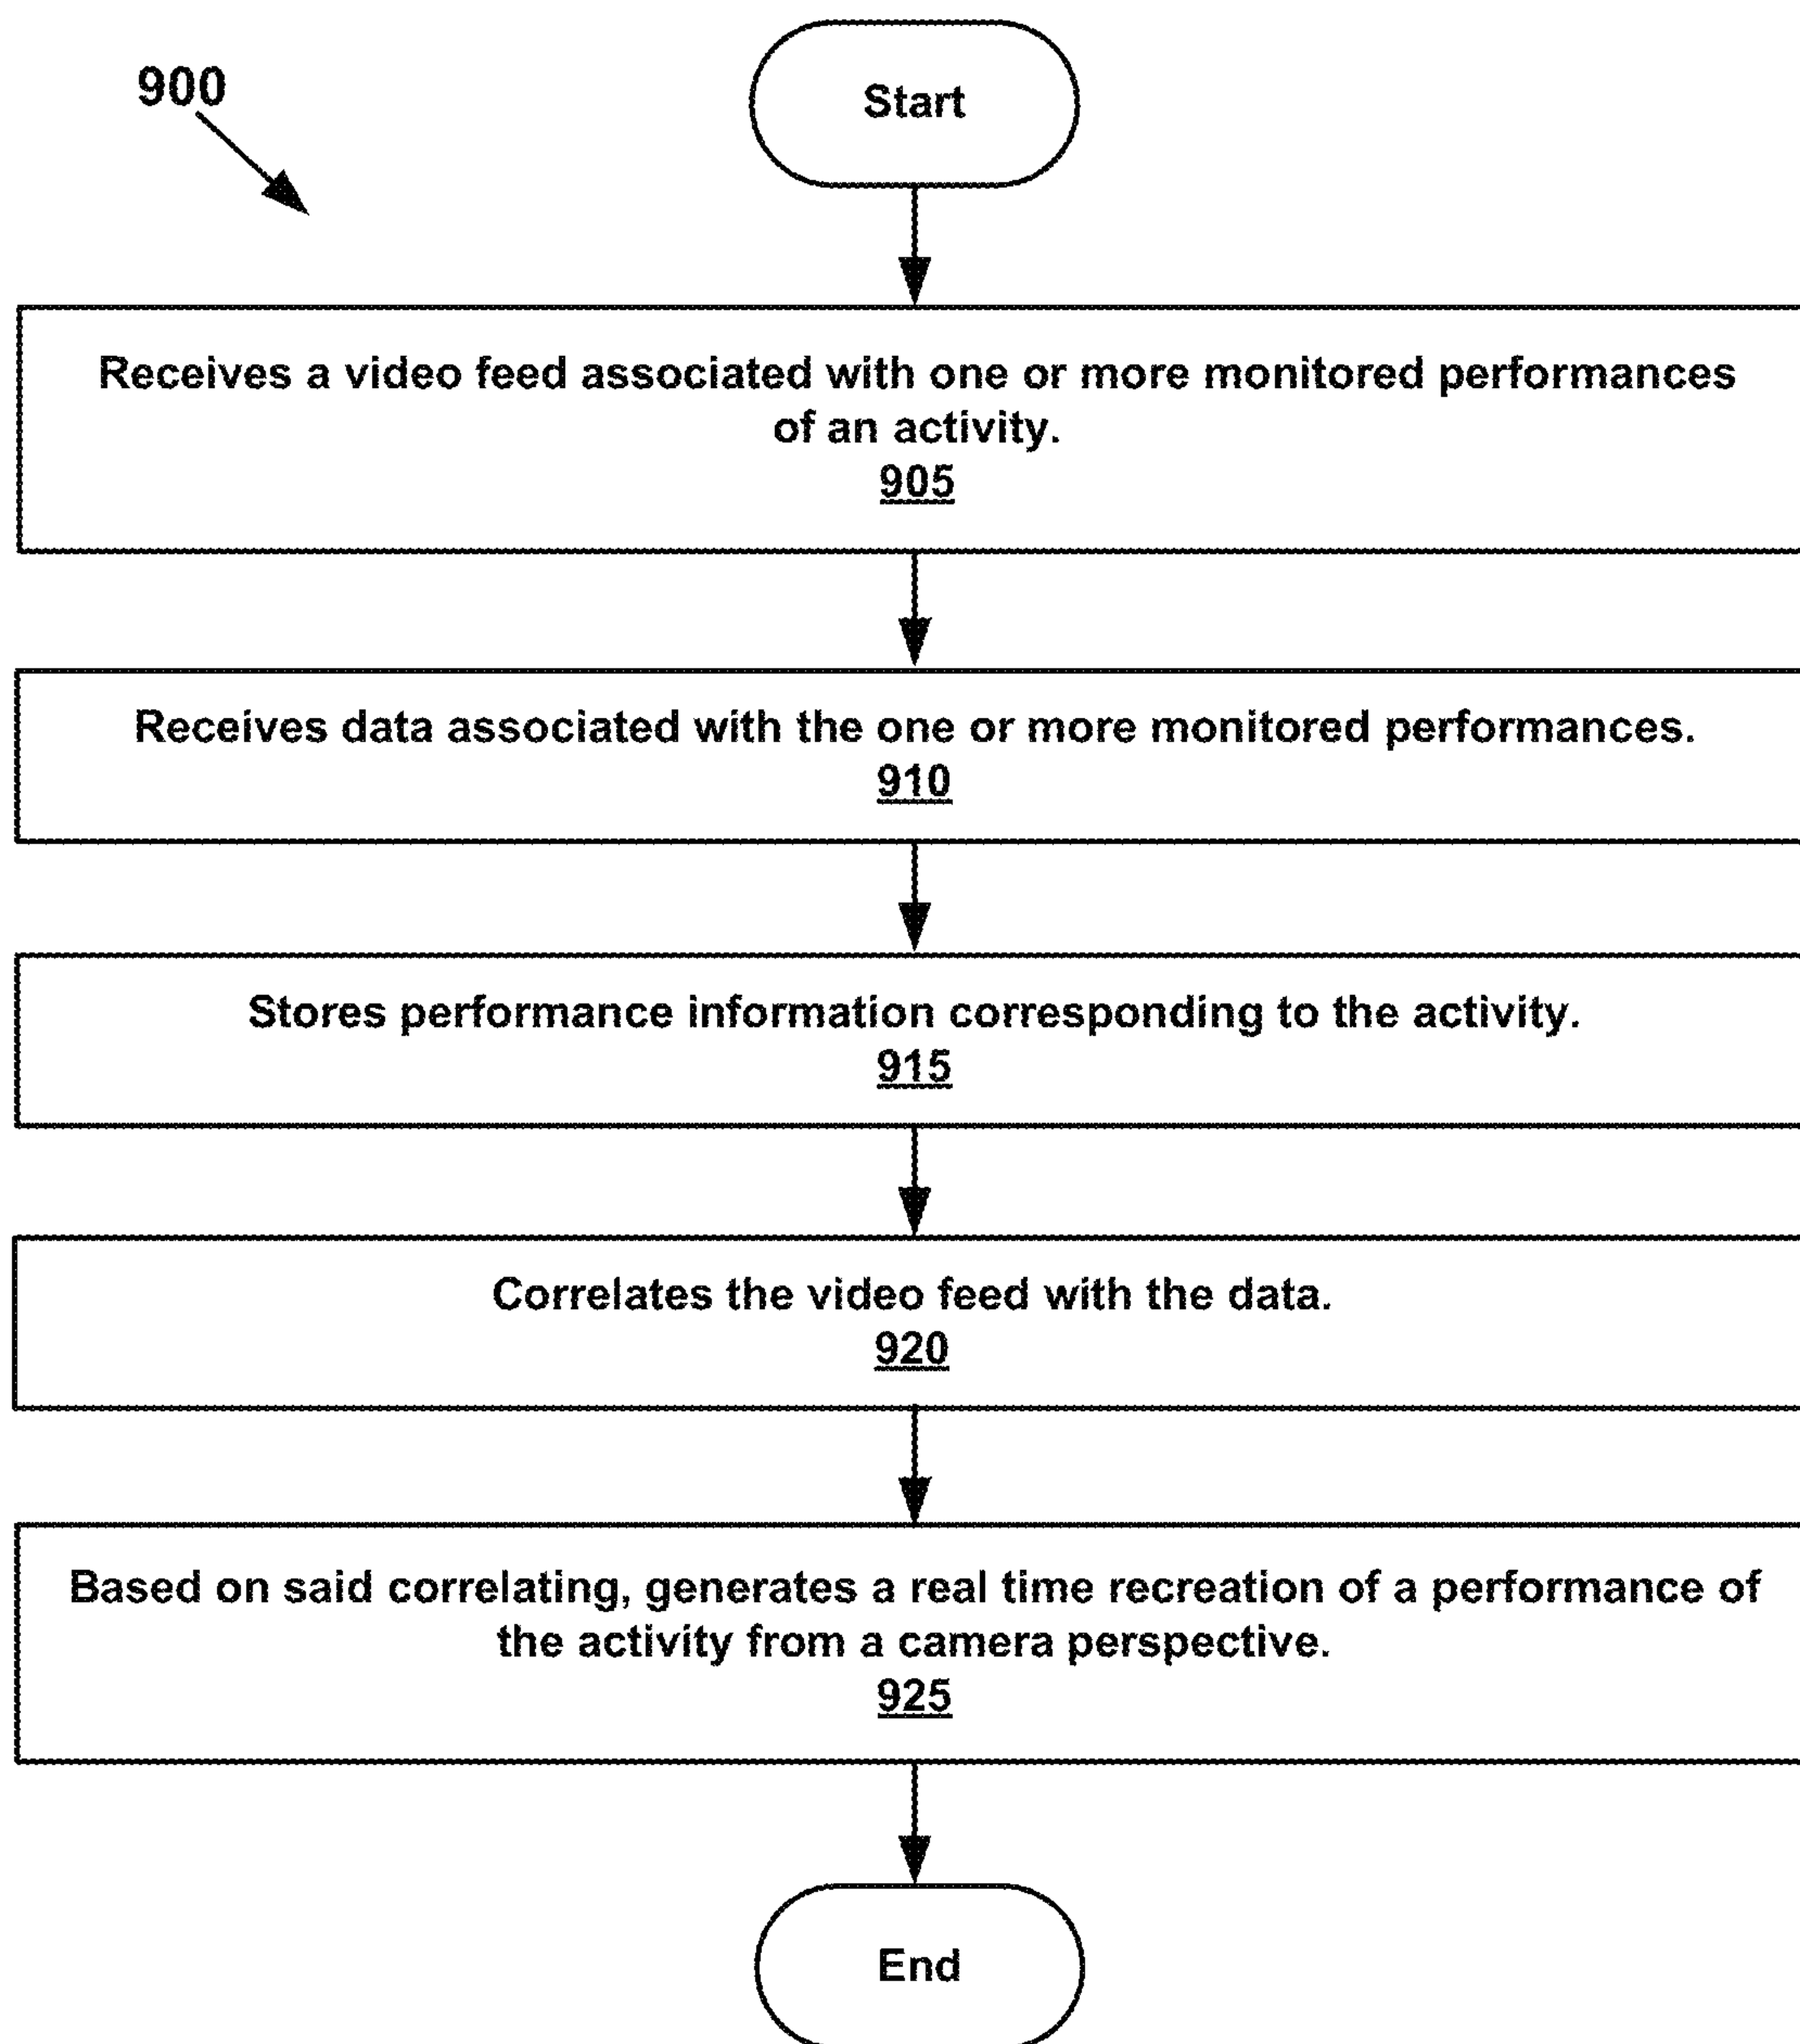 900
Start
Receives a video feed associated with one or more monitored performances
of an activity.
905
Receives data associated with the one or more monitored performances.
910
Stores performance information corresponding to the activity.
915
Correlates the video feed with the data.
920
Based on said correlating, generates a real time recreation of a performance of
the activity from a camera perspective.
925
End